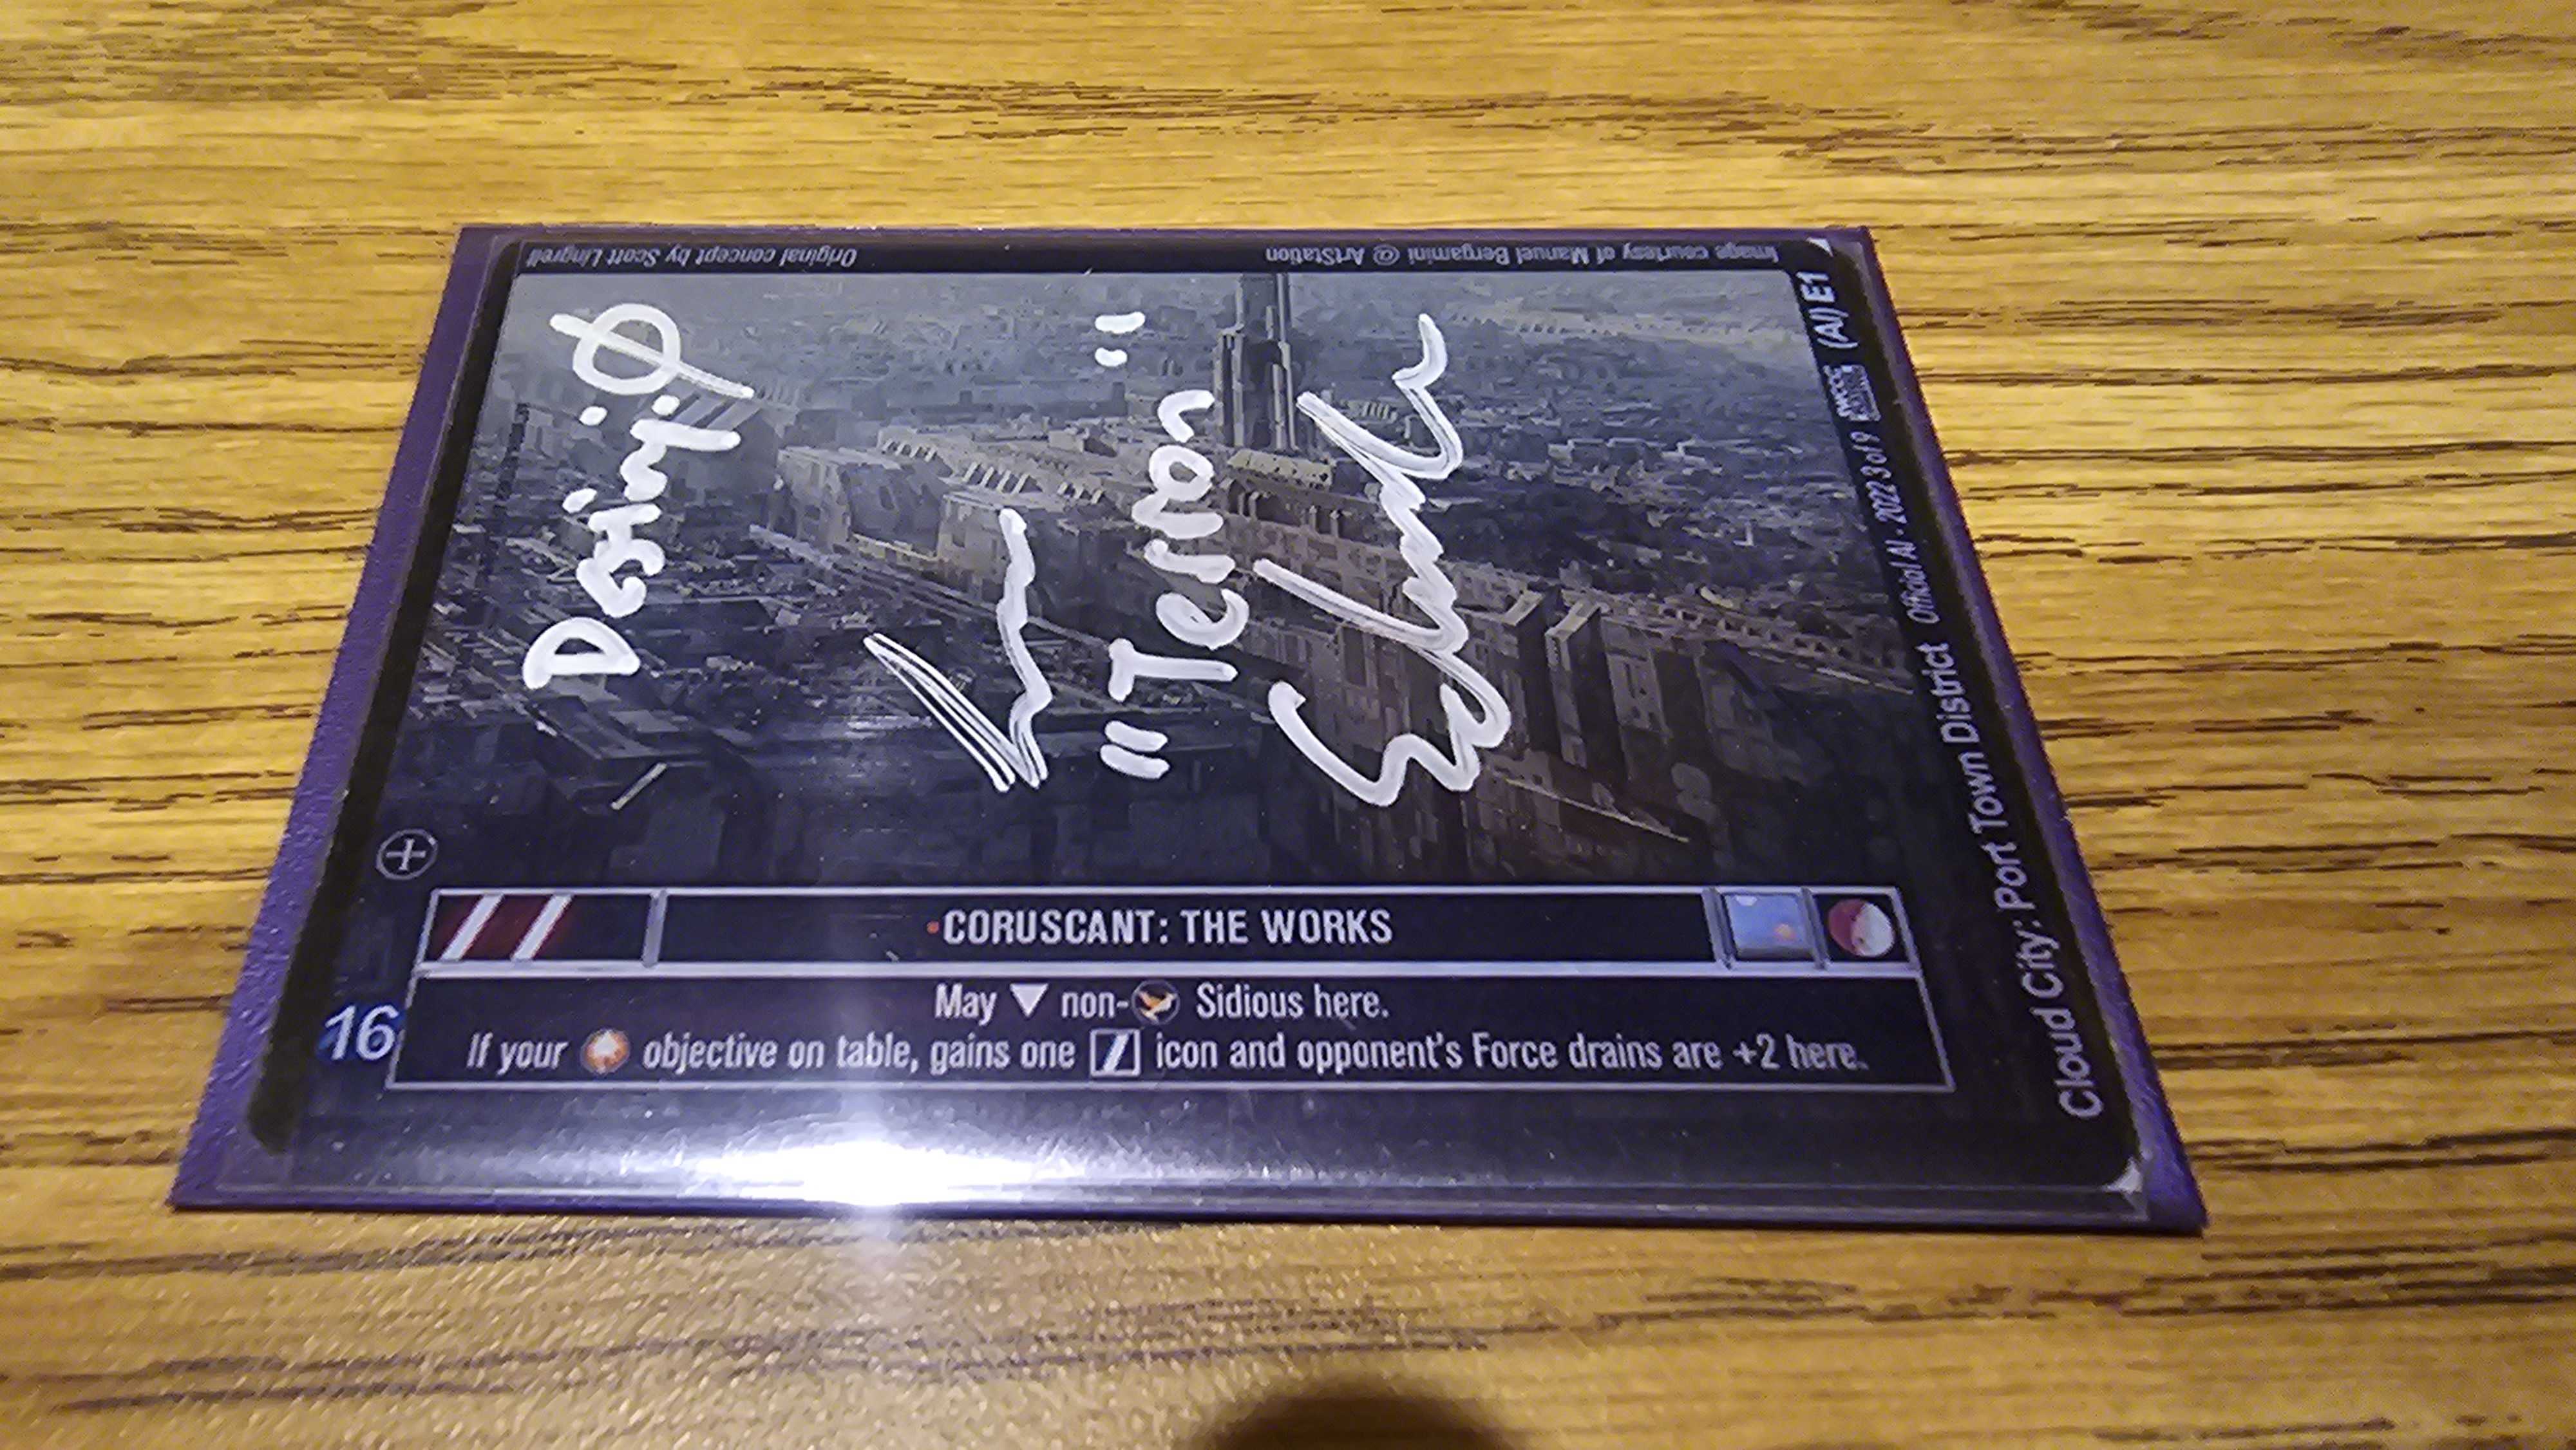 Original concept by Scott Lingrell
Image courtesy of Manuel Bergamini @ ArtStation
"Terron"
•CORUSCANT: THE WORKS
16
May ▼ non- Sidious here.
If your objective on table, gains one icon and opponent's Force drains are +2 here.
Cloud City: Port Town District
Official AI - 2022 3 of 9 SWCCG (AI) E1